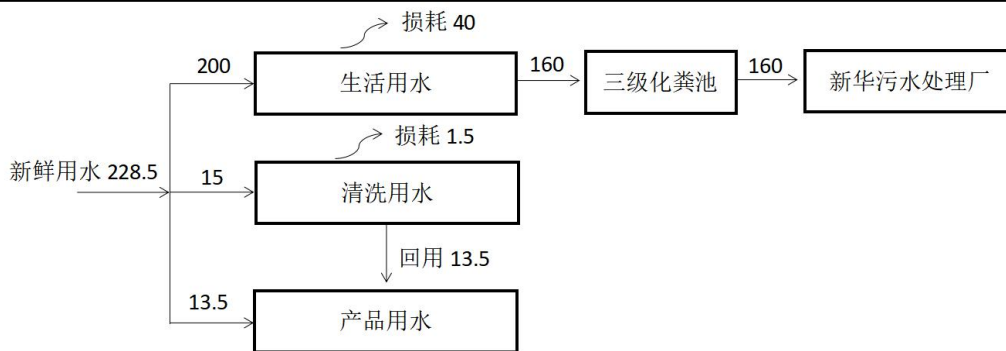 损耗 40
200
生活用水
160
三级化粪池
160
新华污水处理厂
损耗 1.5
新鲜用水 228.5
15
清洗用水
回用 13.5
13.5
产品用水